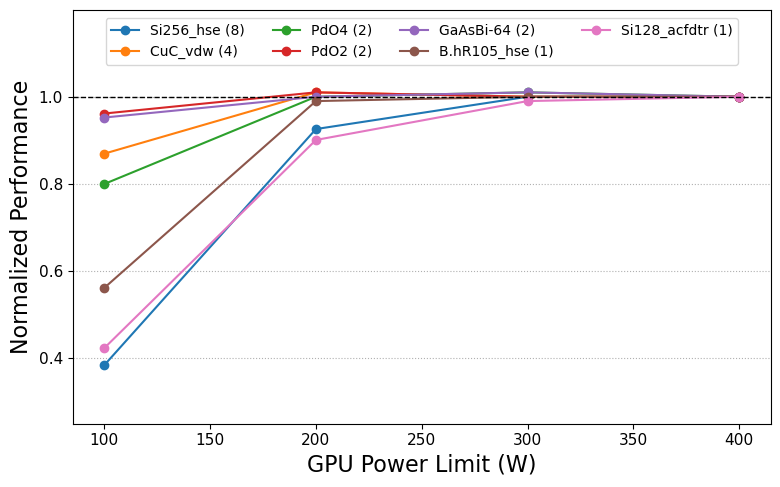 Si256_hse (8)
CuC_vdw (4)
PdO4 (2)
PdO2 (2)
GaAsBi-64 (2)
B.hR105_hse (1)
Si128_acfdtr (1)
Normalized Performance
1.0
0.8
0.6
0.4
100
150
200
250
300
350
400
GPU Power Limit (W)